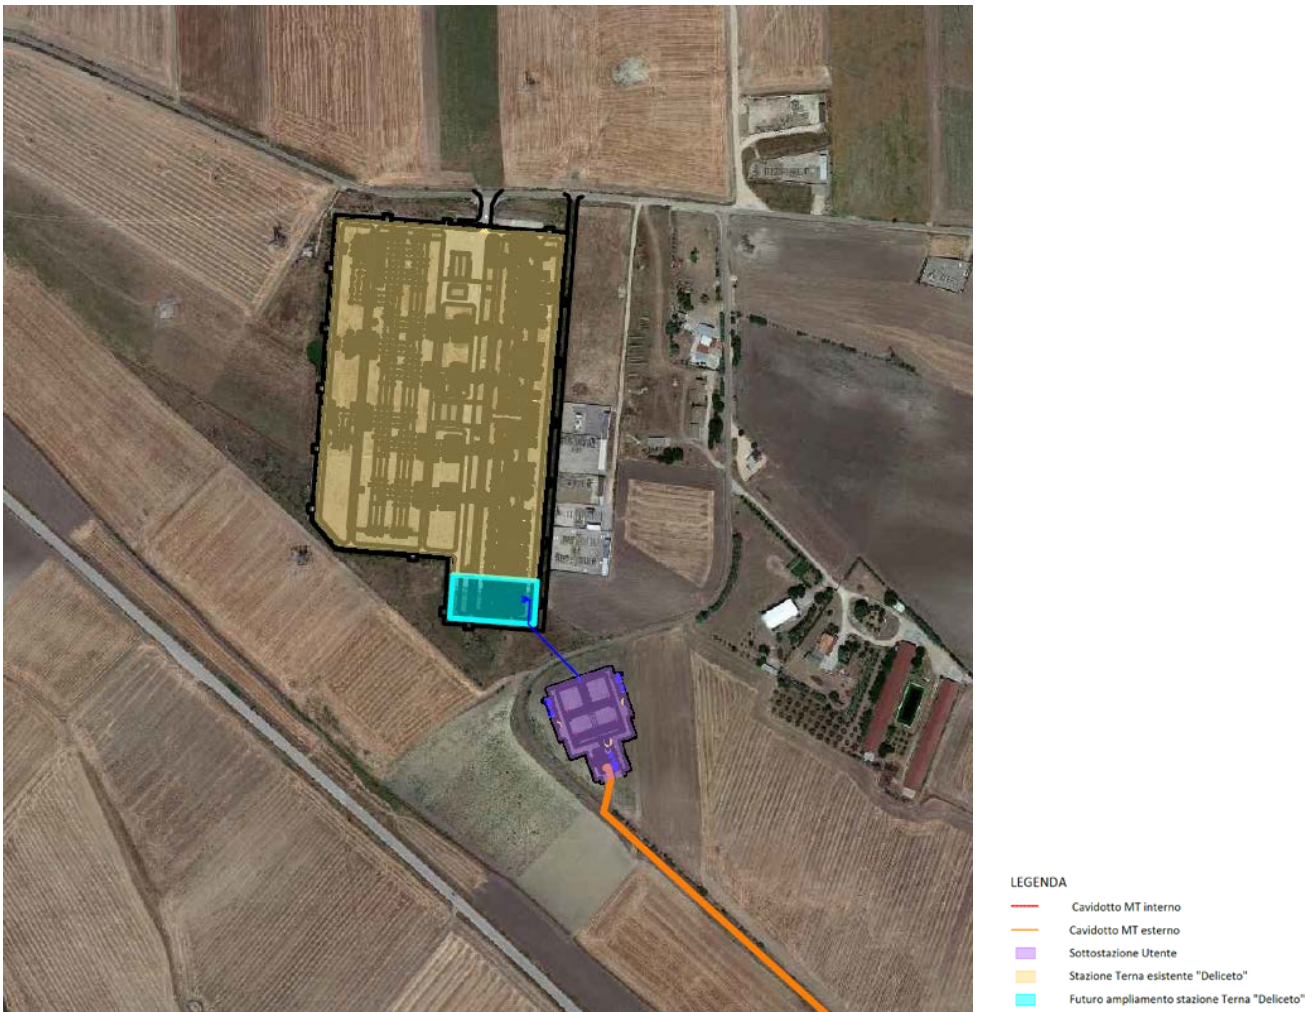 LEGENDA
Cavidotto MT interno
Cavidotto MT esterno
Sottostazione Utente
Stazione Terna esistente "Deliceto"
Futuro ampliamento stazione Terna "Deliceto"